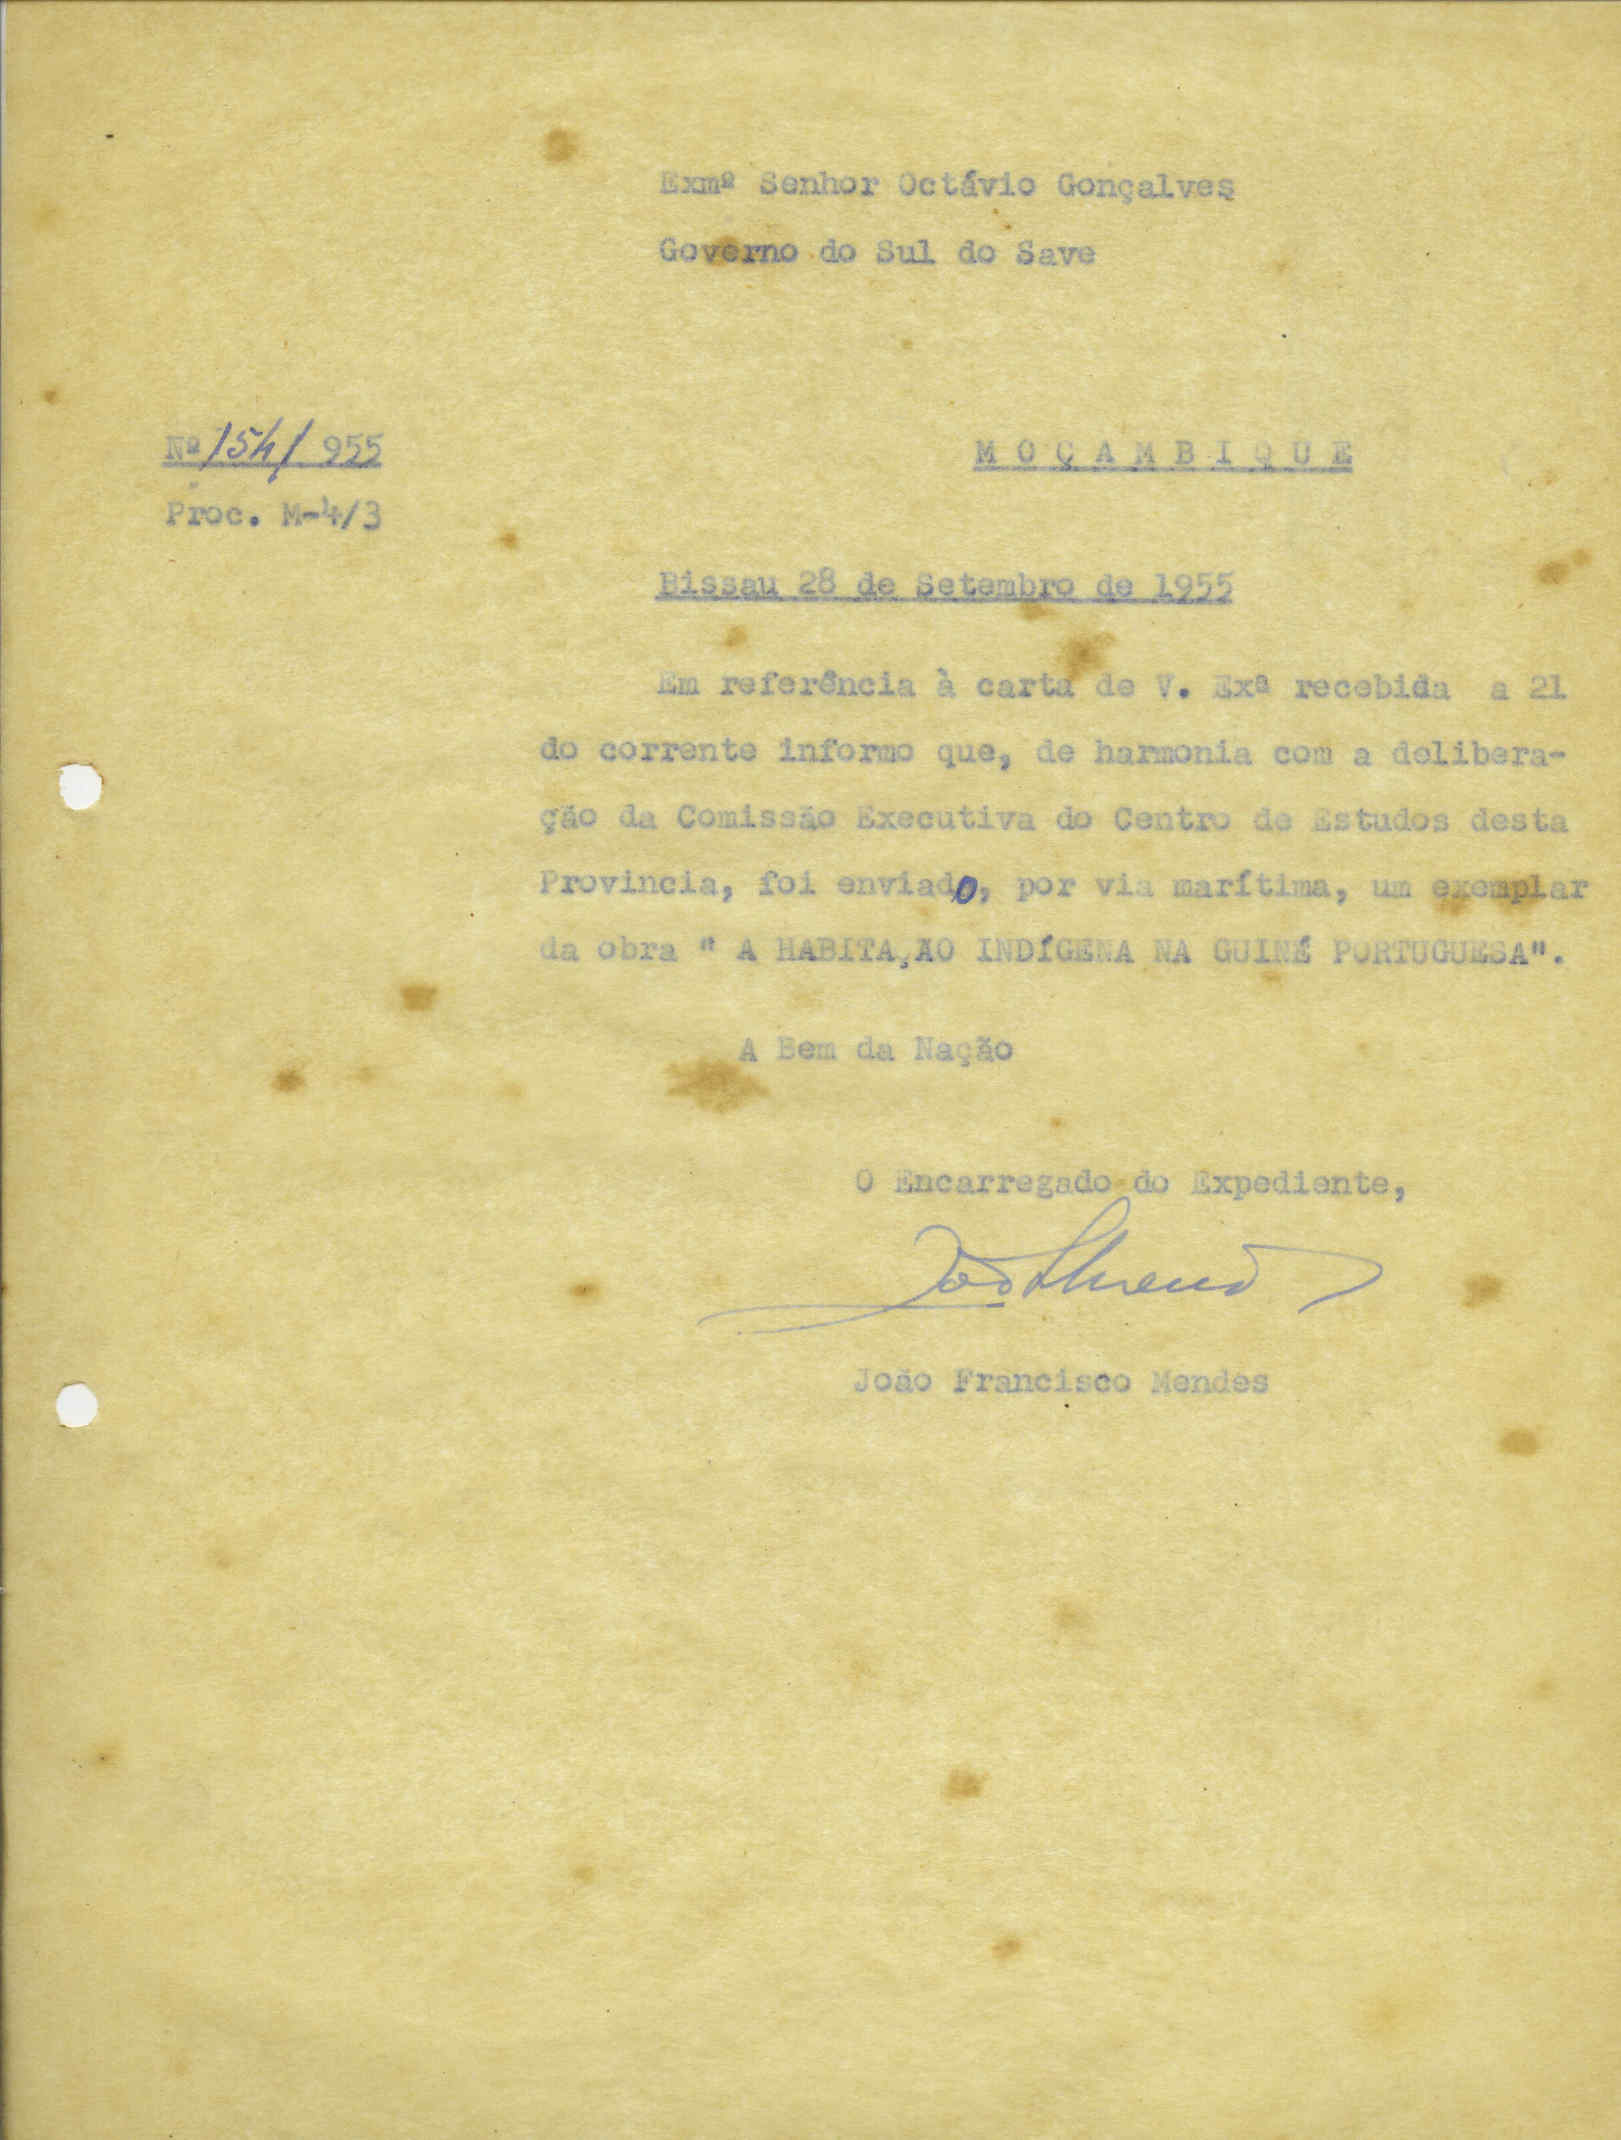 Exmº Senhor Octávio Gonçalves
Governo do Sul do Save
Nº 154/ 955
MOÇAMBIQUE
Proc. M-4/3
Bissau 28 de Setembro de 1955
Em referência à carta de V. Exª recebida a 21
do corrente informo que, de harmonia com a delibera-
ção da Comissão Executiva do Centro de Estudos desta
Provincia, foi enviado, por via marítima, um exemplar
da obra " A HABITA,AO INDÍGENA NA GUINÉ PORTUGUESA".
A Bem da Nação
O Encarregado do Expediente,
João Francisco Mendes